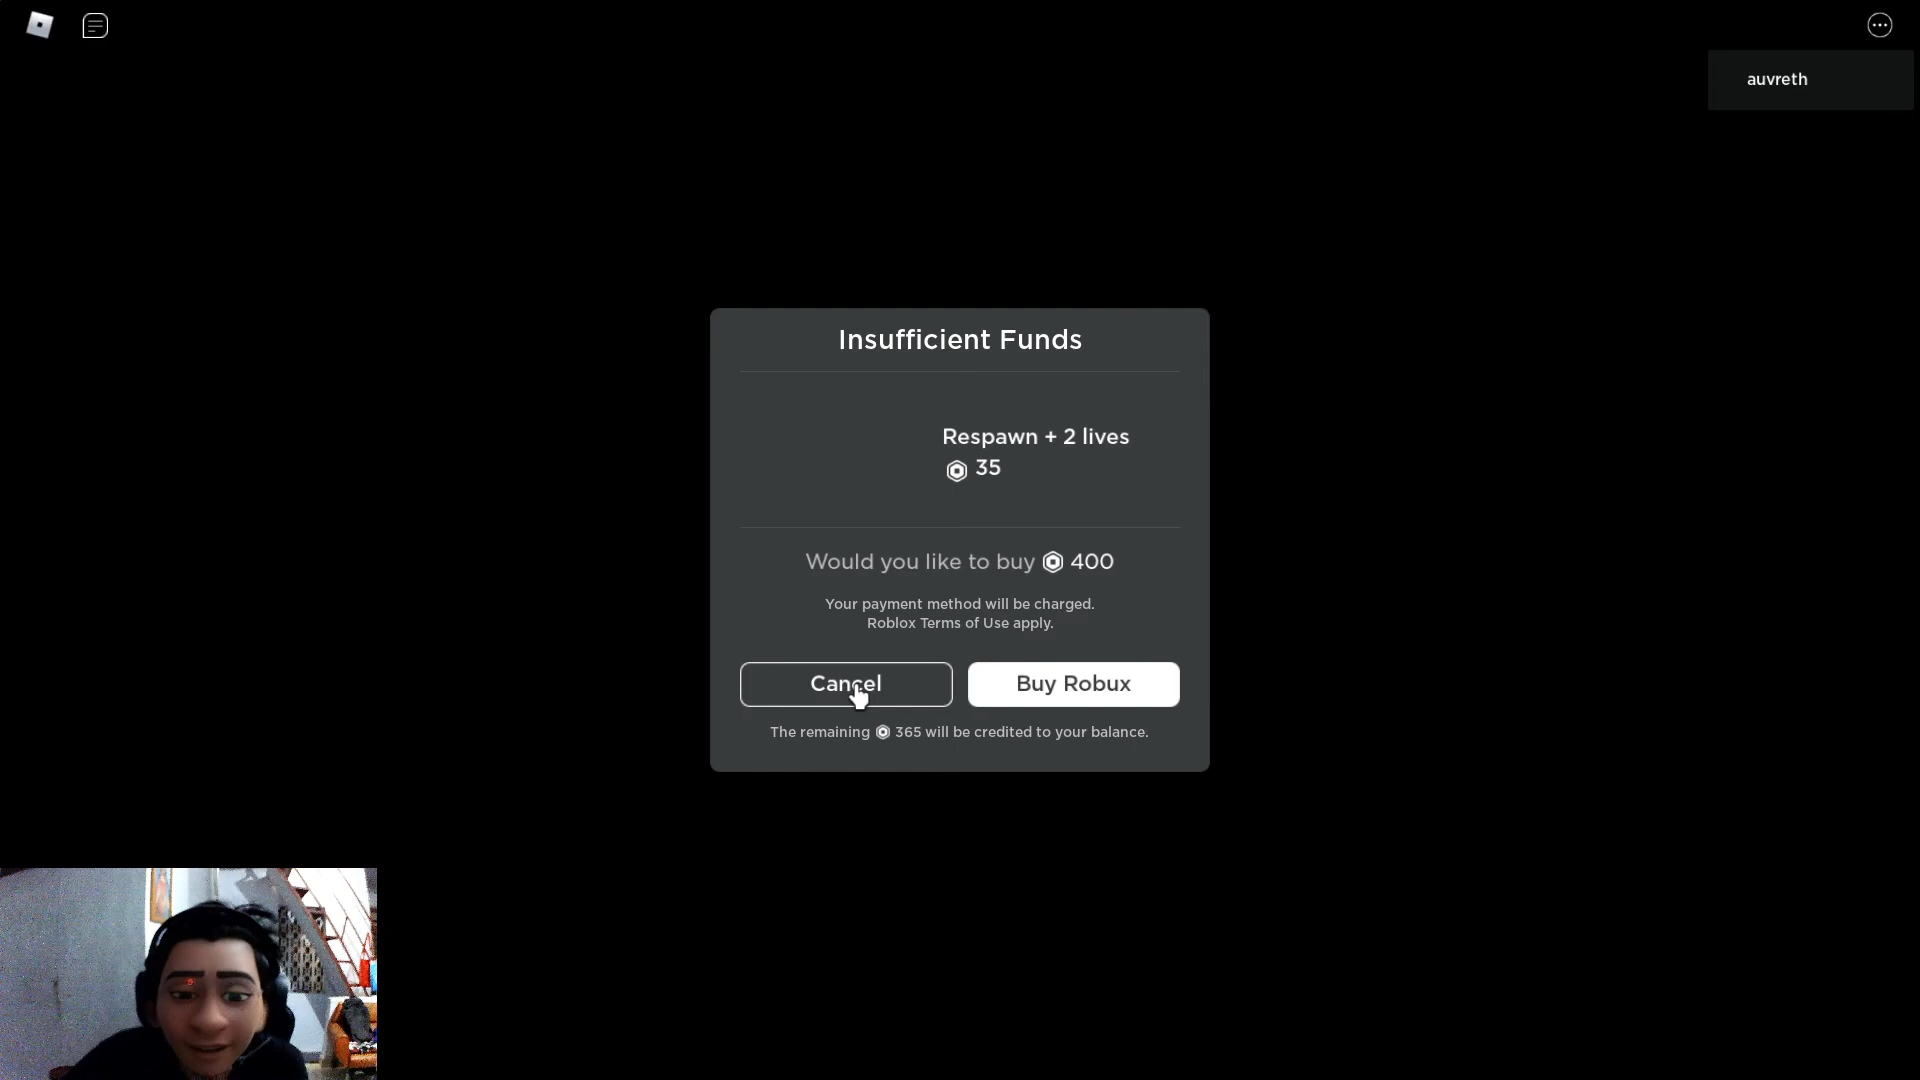 auvreth
Insufficient Funds
Respawn + 2 lives
35
Would you like to buy 400
Your payment method will be charged.
Roblox Terms of Use apply.
Cancel
Buy Robux
The remaining 365 will be credited to your balance.